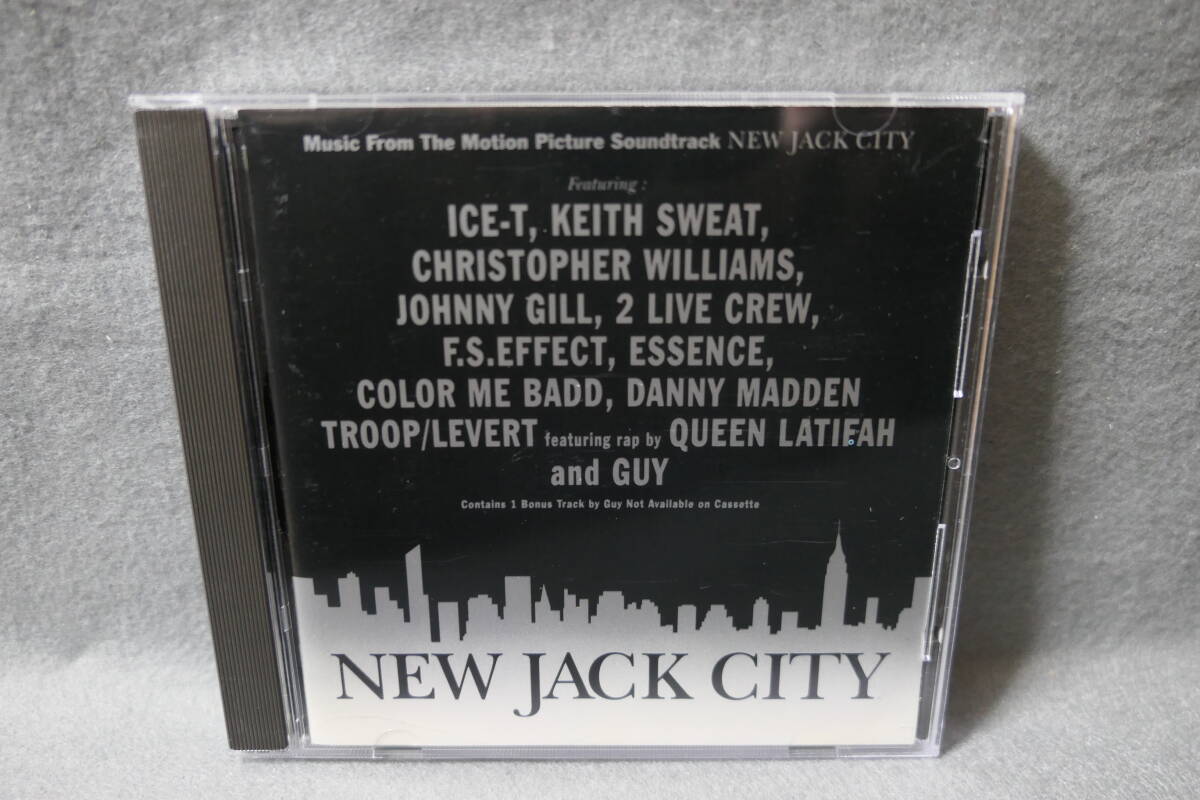 Music From The Motion Picture Soundtrack NEW JACK CITY
Featuring:
ICE-T, KEITH SWEAT,
CHRISTOPHER WILLIAMS,
JOHNNY GILL, 2 LIVE CREW,
F.S.EFFECT, ESSENCE,
COLOR ME BADD, DANNY MADDEN
TROOP/LEVERT featuring rap by QUEEN LATIFAH
and GUY
Contains 1 Bonus Track by Guy Not Available on Cassette
NEW JACK CITY